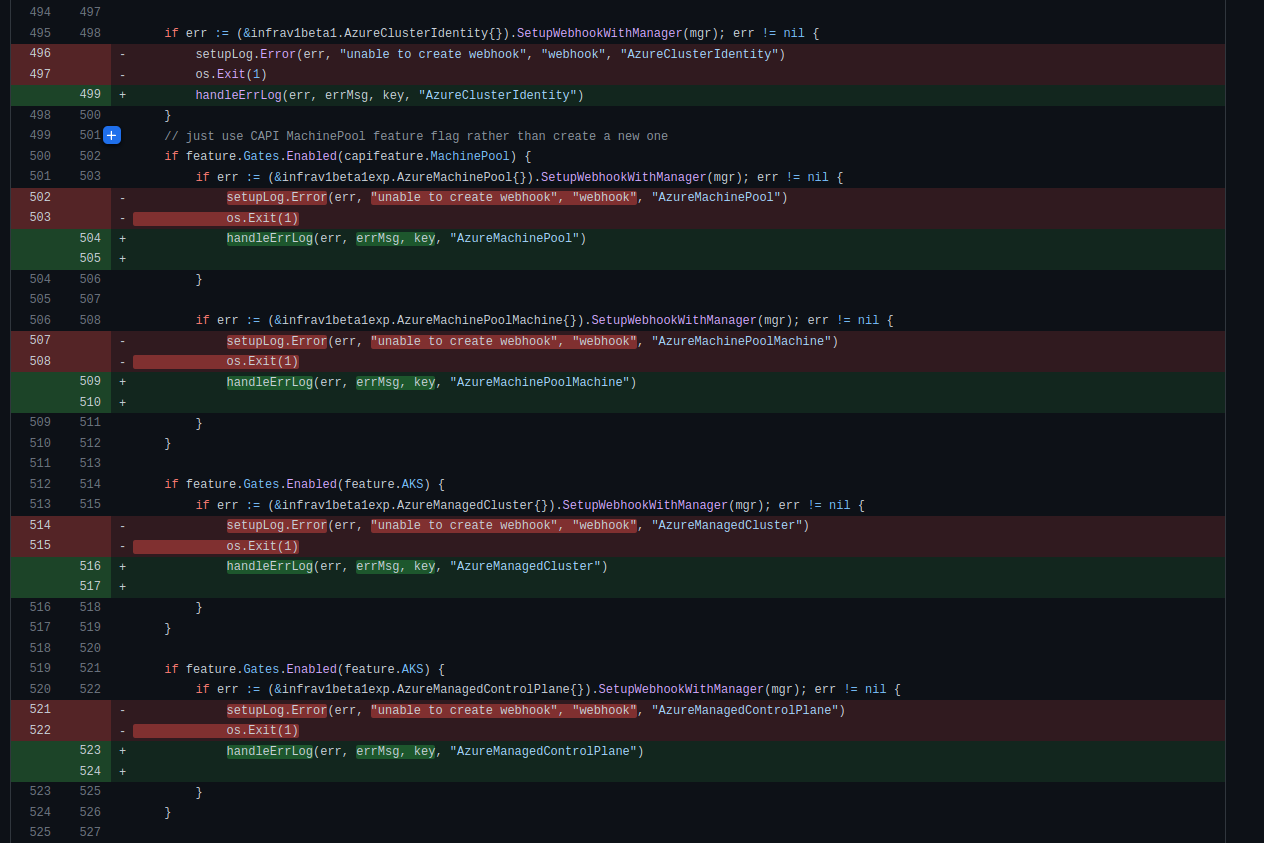 494 497
495 498 if err := (&infrav1beta1.AzureClusterIdentity{}).SetupWebhookWithManager(mgr); err != nil {
496 - setupLog.Error(err, "unable to create webhook", "webhook", "AzureClusterIdentity")
497 - os.Exit(1)
499 + handleErrLog(err, errMsg, key, "AzureClusterIdentity")
498 500 }
499 501 + // just use CAPI MachinePool feature flag rather than create a new one
500 502 if feature.Gates.Enabled(capifeature.MachinePool) {
501 503 if err := (&infrav1beta1exp.AzureMachinePool{}).SetupWebhookWithManager(mgr); err != nil {
502 - setupLog.Error(err, "unable to create webhook", "webhook", "AzureMachinePool")
503 - os.Exit(1)
504 + handleErrLog(err, errMsg, key, "AzureMachinePool")
505 +
504 506 }
505 507
506 508 if err := (&infrav1beta1exp.AzureMachinePoolMachine{}).SetupWebhookWithManager(mgr); err != nil {
507 - setupLog.Error(err, "unable to create webhook", "webhook", "AzureMachinePoolMachine")
508 - os.Exit(1)
509 + handleErrLog(err, errMsg, key, "AzureMachinePoolMachine")
510 +
509 511 }
510 512 }
511 513
512 514 if feature.Gates.Enabled(feature.AKS) {
513 515 if err := (&infrav1beta1exp.AzureManagedCluster{}).SetupWebhookWithManager(mgr); err != nil {
514 - setupLog.Error(err, "unable to create webhook", "webhook", "AzureManagedCluster")
515 - os.Exit(1)
516 + handleErrLog(err, errMsg, key, "AzureManagedCluster")
517 +
516 518 }
517 519 }
518 520
519 521 if feature.Gates.Enabled(feature.AKS) {
520 522 if err := (&infrav1beta1exp.AzureManagedControlPlane{}).SetupWebhookWithManager(mgr); err != nil {
521 - setupLog.Error(err, "unable to create webhook", "webhook", "AzureManagedControlPlane")
522 - os.Exit(1)
523 + handleErrLog(err, errMsg, key, "AzureManagedControlPlane")
524 +
523 525 }
524 526 }
525 527